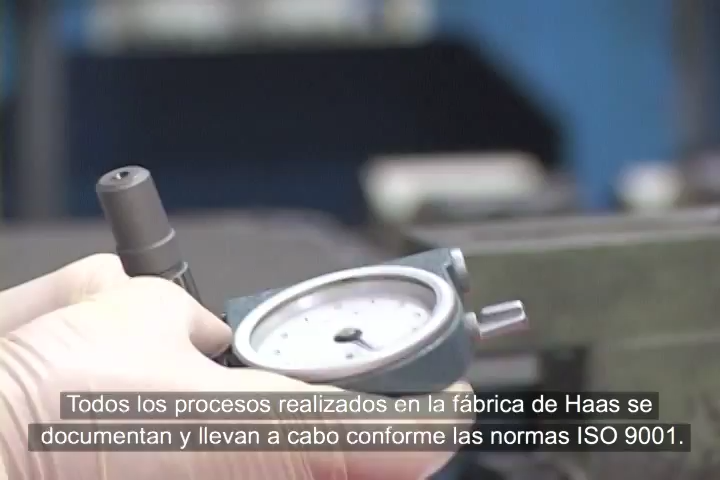 Todos los procesos realizados en la fábrica de Haas se
documentan y llevan a cabo conforme las normas ISO 9001.